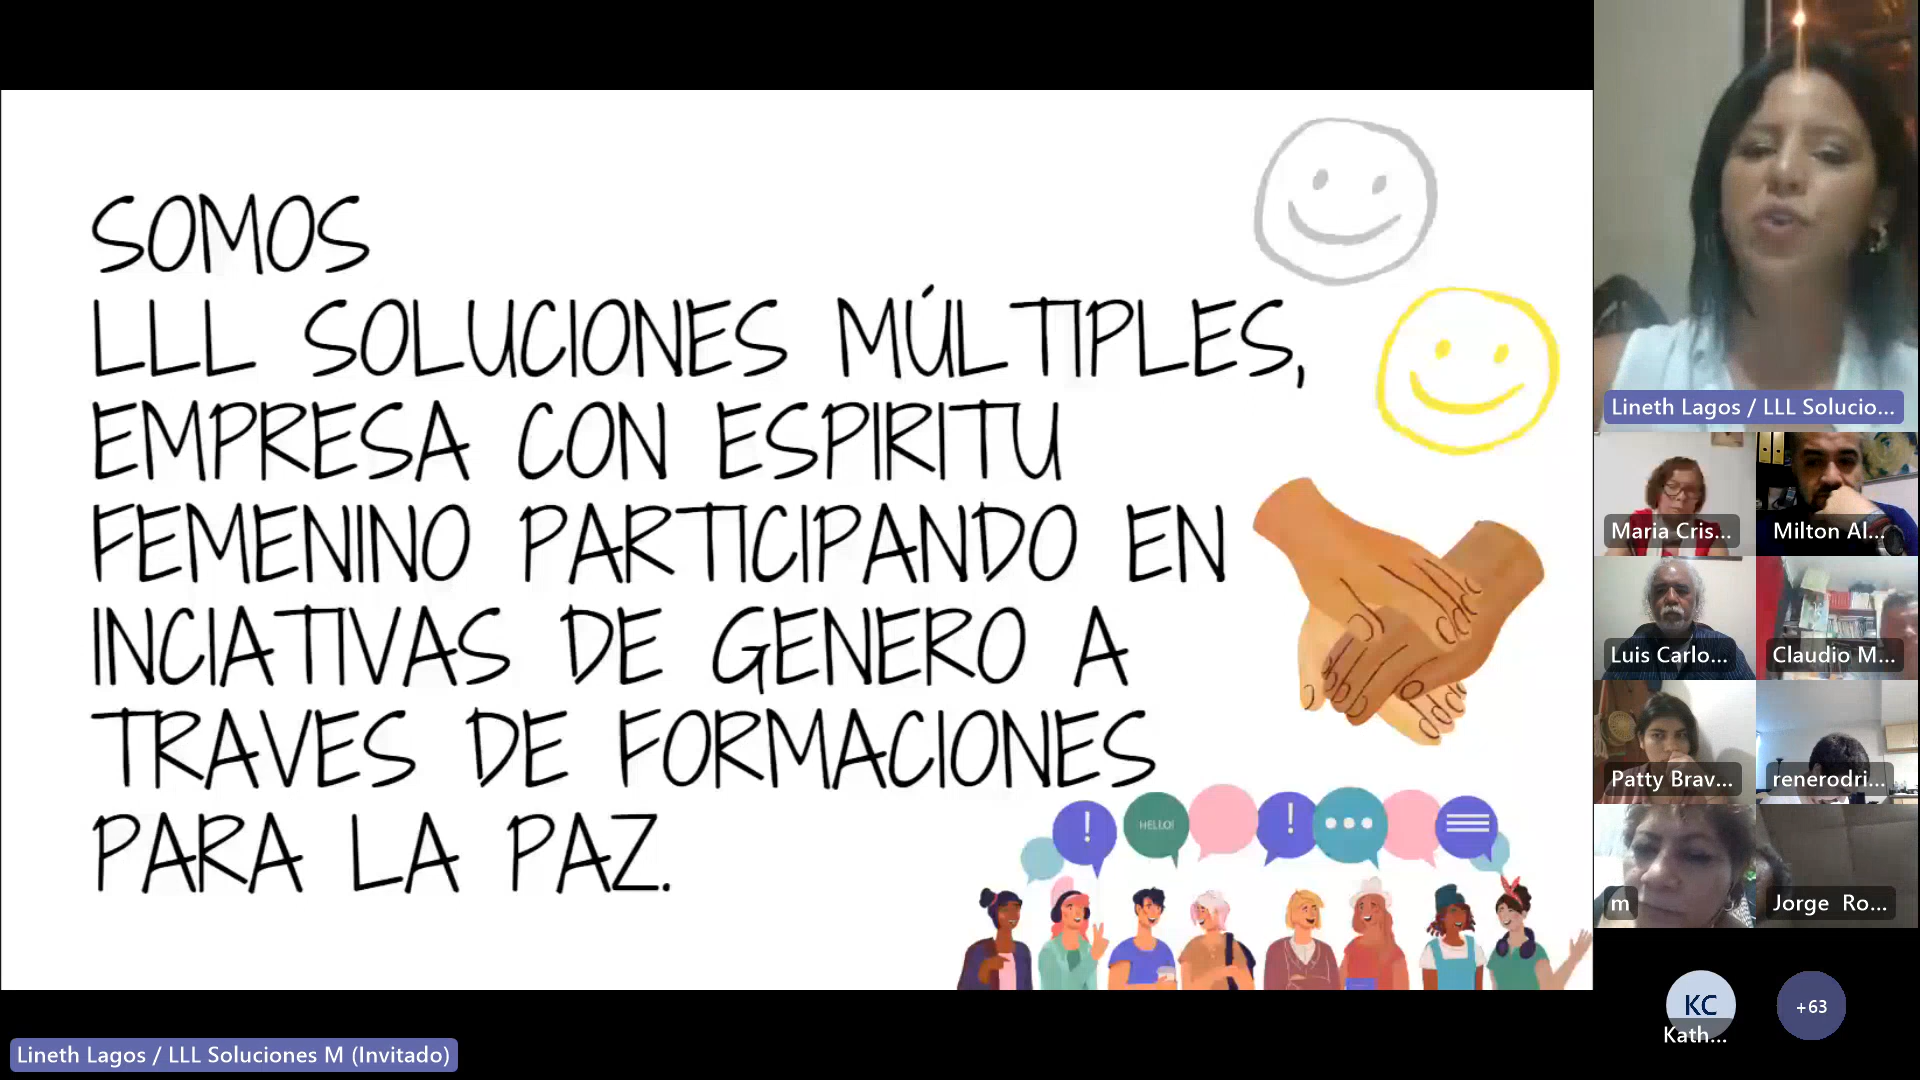 SOMOS
LLL SOLUCIONES MÚLTIPLES,
EMPRESA CON ESPIRITU
FEMENINO PARTICIPANDO EN
INCIATIVAS DE GENERO A
TRAVES DE FORMACIONES
PARA LA PAZ.
!
HELLO!
!
Lineth Lagos / LLL Solucio...
Maria Cris...
Milton Al...
Luis Carlo...
Claudio M...
Patty Brav...
renerodri...
m
Jorge Ro...
KC
Kath...
+63
Lineth Lagos / LLL Soluciones M (Invitado)